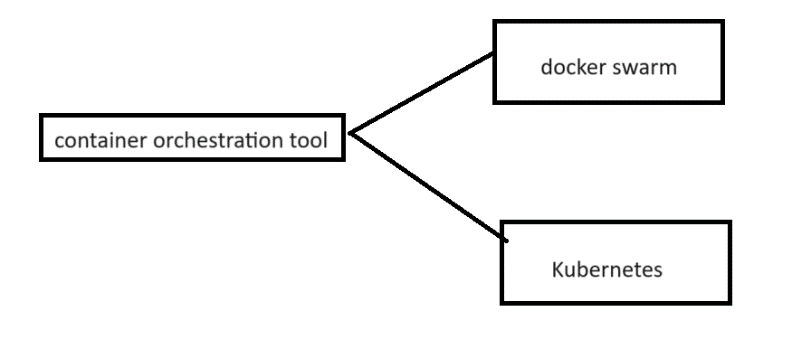 docker swarm
container orchestration tool
Kubernetes